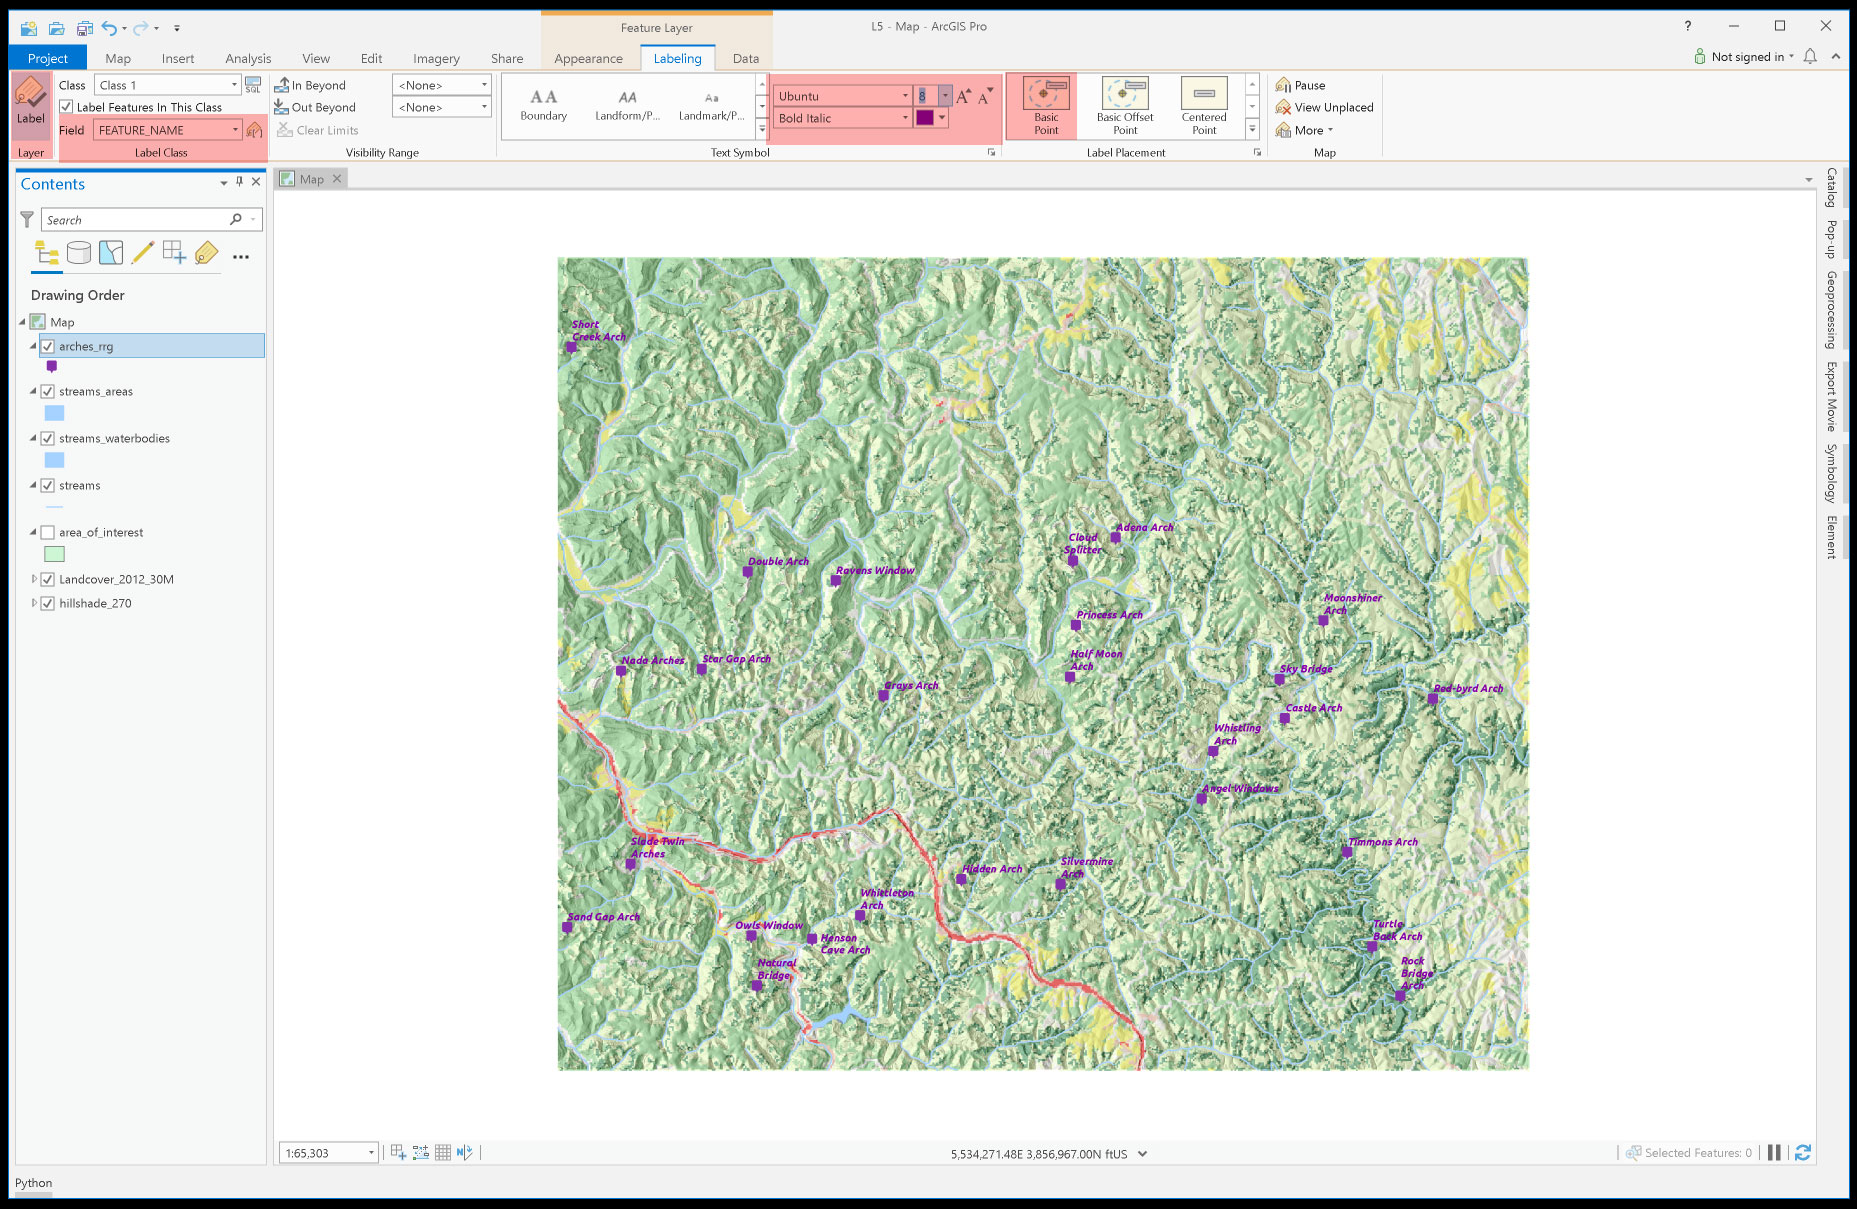 Feature Layer
L5 - Map - ArcGIS Pro
?
Project
Map
Insert
Analysis
View
Edit
Imagery
Share
Appearance
Labeling
Data
Not signed in
Label
Layer
Class
Class 1
SQL
Label Features In This Class
Field
FEATURE_NAME
Label Class
In Beyond
<None>
Out Beyond
<None>
Clear Limits
Visibility Range
AA
Boundary
AA
Landform/P...
Aa
Landmark/P...
Text Symbol
Ubuntu
8
A
A
Bold Italic
Basic
Point
Basic Offset
Point
Centered
Point
Label Placement
Pause
View Unplaced
More
Map
Contents
Search
Drawing Order
Map
arches_rrg
streams_areas
streams_waterbodies
streams
area_of_interest
Landcover_2012_30M
hillshade_270
Map
Short
Creek Arch
Adena Arch
Cloud
Splitter
Double Arch
Ravens Window
Moonshiner
Arch
Princess Arch
Half Moon
Arch
Nada Arches
Star Gap Arch
Sky Bridge
Grays Arch
Red-byrd Arch
Castle Arch
Whistling
Arch
Angel Windows
Slade Twin
Arches
Timmons Arch
Hidden Arch
Silvermine
Arch
Whittleton
Arch
Sand Gap Arch
Owls Window
Henson
Cave Arch
Turtle
Back Arch
Natural
Bridge
Rock
Bridge
Arch
Catalog
Pop-up
Geoprocessing
Export Movie
Symbology
Element
1:65,303
5,534,271.48E 3,856,967.00N ftUS
Selected Features: 0
Python